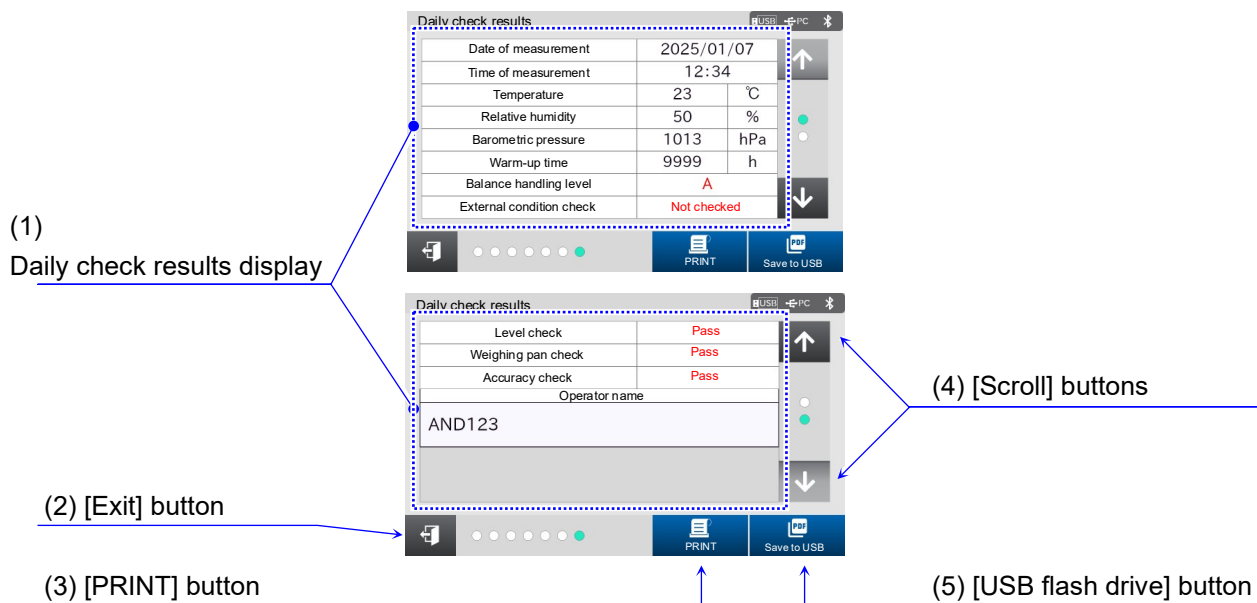 Daily check results
USB PC
Date of measurement 2025/01/07
Time of measurement 12:34
Temperature 23 ℃
Relative humidity 50 %
Barometric pressure 1013 hPa
Warm-up time 9999 h
Balance handling level A
External condition check Not checked
PRINT
PDF
Save to USB
(1)
Daily check results display
Daily check results
USB PC
Level check Pass
Weighing pan check Pass
Accuracy check Pass
Operator name
AND123
(4) [Scroll] buttons
(2) [Exit] button
PRINT
PDF
Save to USB
(3) [PRINT] button
(5) [USB flash drive] button